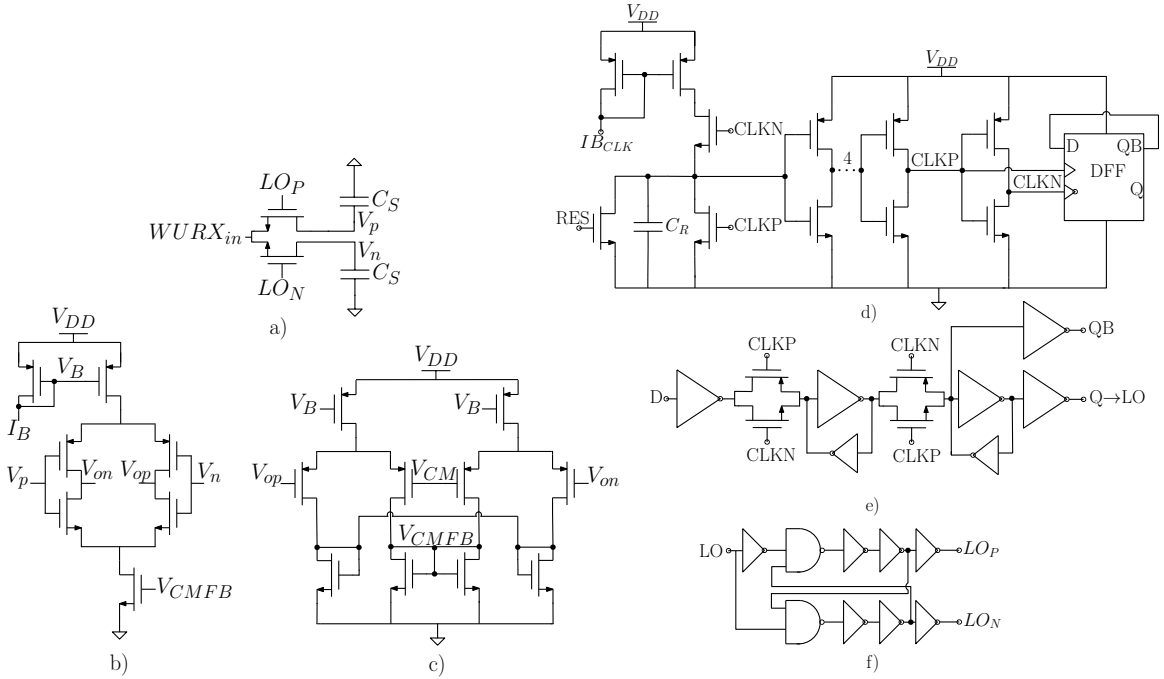 LO_P
C_S
WURX_in
V_p
V_n
C_S
LO_N
a)
V_DD
V_B
I_B
V_p
V_on
V_op
V_n
V_CMFB
b)
V_DD
V_B
V_B
V_op
V_CM
V_on
V_CMFB
c)
V_DD
IB_CLK
CLKN
RES
C_R
CLKP
V_DD
4
CLKP
CLKN
D
QB
DFF
Q
d)
CLKP
CLKN
QB
D
Q→LO
CLKN
CLKP
e)
LO
LO_P
LO_N
f)